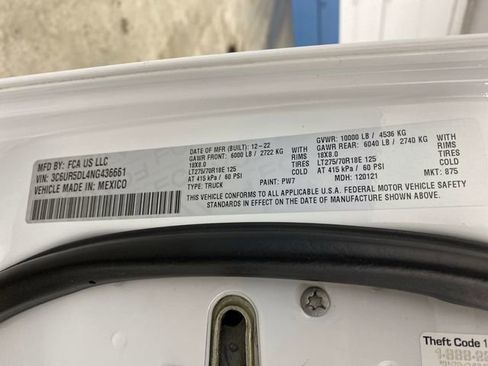 MFD BY: FCA US LLC
VIN: 3C6UR5DL4NG436661
VEHICLE MADE IN: MEXICO
DATE OF MFR (BUILT): 12-22
GAWR FRONT: 6000 LB / 2722 KG WITH
18X8.0 RIMS
LT275/70R18E 125 TIRES
AT 415 kPa / 60 PSI COLD
TYPE: TRUCK PAINT: PW7
GVWR: 10000 LB / 4536 KG
GAWR REAR: 6040 LB / 2740 KG WITH
18X8.0 RIMS
LT275/70R18E 125 TIRES
AT 415 kPa / 60 PSI COLD
MDH: 120121 MKT: 875
THIS VEHICLE CONFORMS TO ALL APPLICABLE U.S.A. FEDERAL MOTOR VEHICLE SAFETY
STANDARDS IN EFFECT ON THE DATE OF MANUFACTURE SHOWN ABOVE.
Theft Code 1